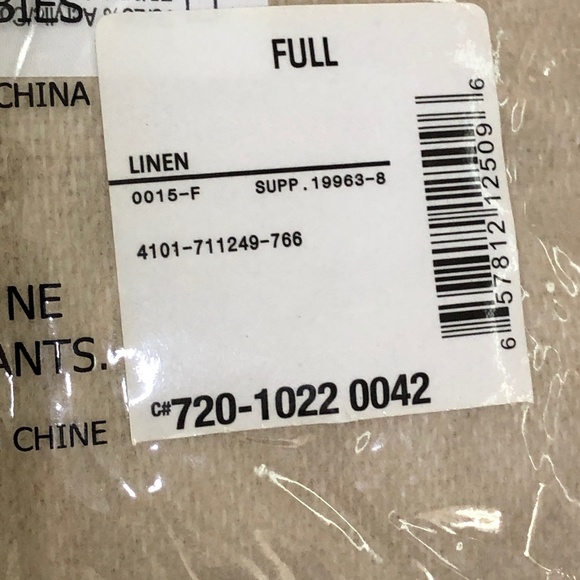 BIES
CHINA
FULL
LINEN
0015-F SUPP.19963-8
4101-711249-766
6 57812 12509 6
NE
ANTS.
CHINE
C#720-1022 0042